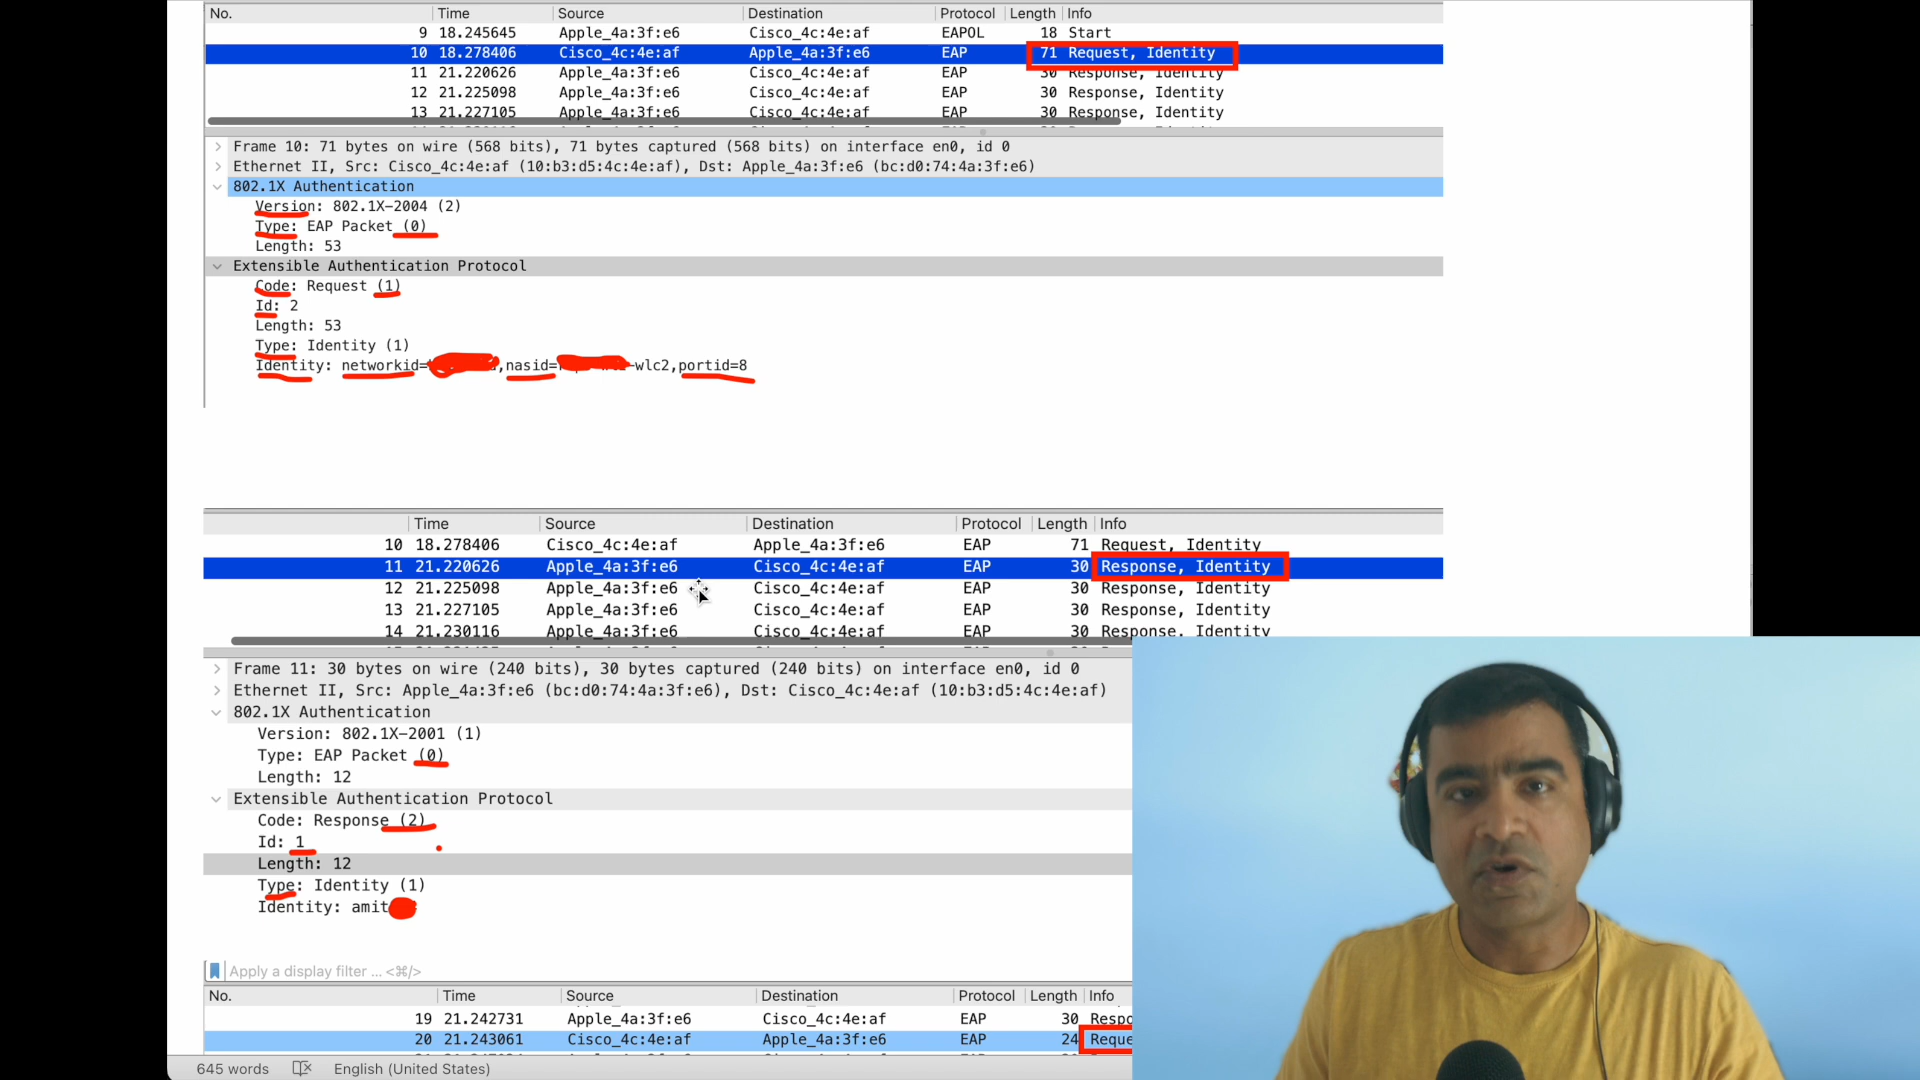 No. Time Source Destination Protocol Length Info
9 18.245645 Apple_4a:3f:e6 Cisco_4c:4e:af EAPOL 18 Start
10 18.278406 Cisco_4c:4e:af Apple_4a:3f:e6 EAP 71 Request, Identity
11 21.220626 Apple_4a:3f:e6 Cisco_4c:4e:af EAP 30 Response, Identity
12 21.225098 Apple_4a:3f:e6 Cisco_4c:4e:af EAP 30 Response, Identity
13 21.227105 Apple_4a:3f:e6 Cisco_4c:4e:af EAP 30 Response, Identity
Frame 10: 71 bytes on wire (568 bits), 71 bytes captured (568 bits) on interface en0, id 0
Ethernet II, Src: Cisco_4c:4e:af (10:b3:d5:4c:4e:af), Dst: Apple_4a:3f:e6 (bc:d0:74:4a:3f:e6)
802.1X Authentication
Version: 802.1X-2004 (2)
Type: EAP Packet (0)
Length: 53
Extensible Authentication Protocol
Code: Request (1)
Id: 2
Length: 53
Type: Identity (1)
Identity: networkid= ,nasid= -wlc2,portid=8
Time Source Destination Protocol Length Info
10 18.278406 Cisco_4c:4e:af Apple_4a:3f:e6 EAP 71 Request, Identity
11 21.220626 Apple_4a:3f:e6 Cisco_4c:4e:af EAP 30 Response, Identity
12 21.225098 Apple_4a:3f:e6 Cisco_4c:4e:af EAP 30 Response, Identity
13 21.227105 Apple_4a:3f:e6 Cisco_4c:4e:af EAP 30 Response, Identity
14 21.230116 Apple_4a:3f:e6 Cisco_4c:4e:af EAP 30 Response, Identity
Frame 11: 30 bytes on wire (240 bits), 30 bytes captured (240 bits) on interface en0, id 0
Ethernet II, Src: Apple_4a:3f:e6 (bc:d0:74:4a:3f:e6), Dst: Cisco_4c:4e:af (10:b3:d5:4c:4e:af)
802.1X Authentication
Version: 802.1X-2001 (1)
Type: EAP Packet (0)
Length: 12
Extensible Authentication Protocol
Code: Response (2)
Id: 1
Length: 12
Type: Identity (1)
Identity: amit
Apply a display filter ... <⌘/>
No. Time Source Destination Protocol Length Info
19 21.242731 Apple_4a:3f:e6 Cisco_4c:4e:af EAP 30 Respo
20 21.243061 Cisco_4c:4e:af Apple_4a:3f:e6 EAP 24 Reque
645 words English (United States)